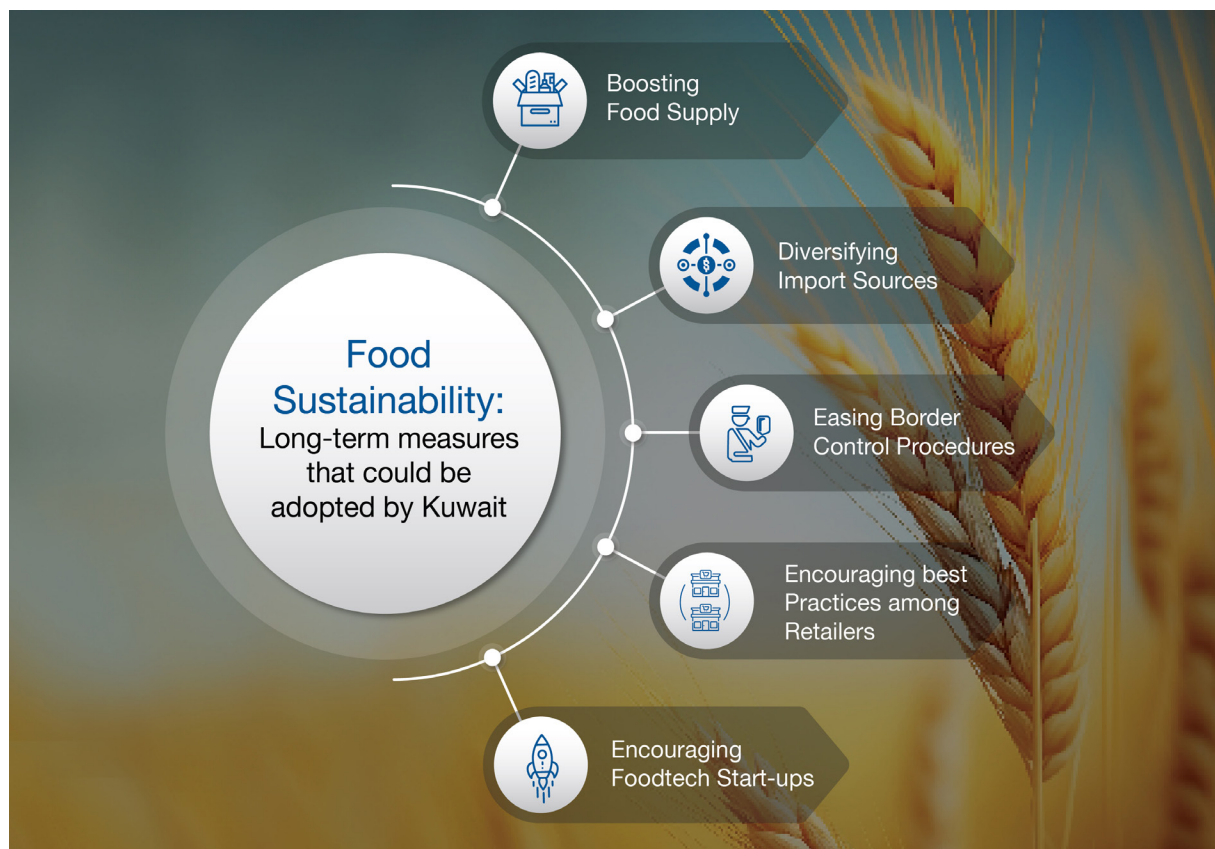 Boosting
Food Supply
Diversifying
Import Sources
Food
Sustainability:
Long-term measures
that could be
adopted by Kuwait
Easing Border
Control Procedures
Encouraging best
Practices among
Retailers
Encouraging
Foodtech Start-ups